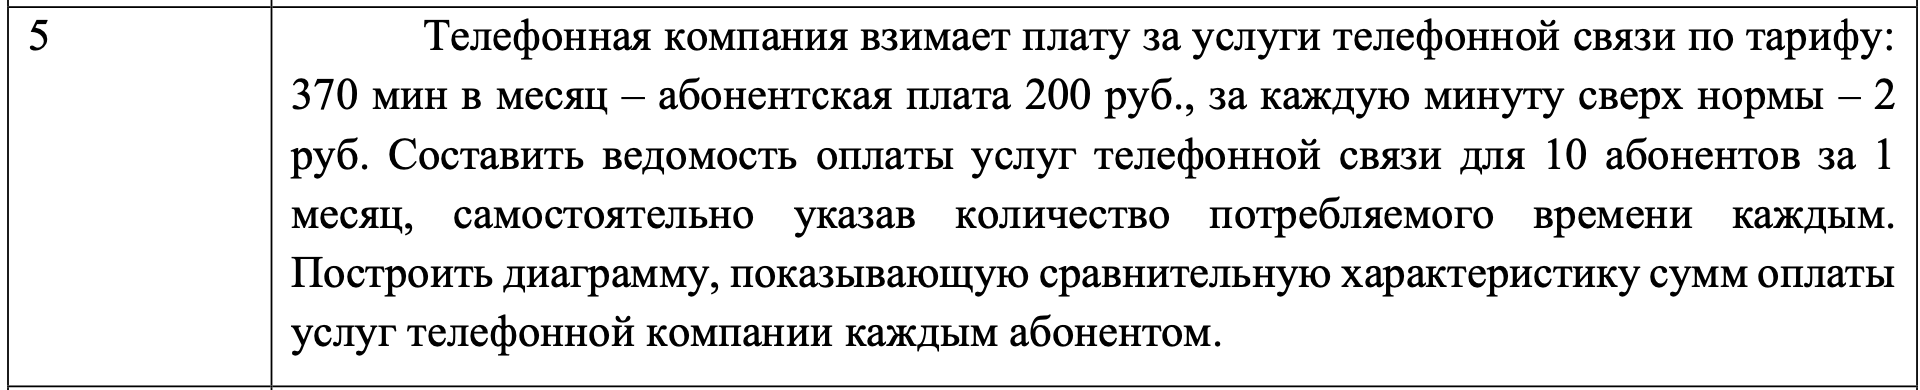 5
Телефонная компания взимает плату за услуги телефонной связи по тарифу:
370 мин в месяц – абонентская плата 200 руб., за каждую минуту сверх нормы – 2
руб. Составить ведомость оплаты услуг телефонной связи для 10 абонентов за 1
месяц, самостоятельно указав количество потребляемого времени каждым.
Построить диаграмму, показывающую сравнительную характеристику сумм оплаты
услуг телефонной компании каждым абонентом.